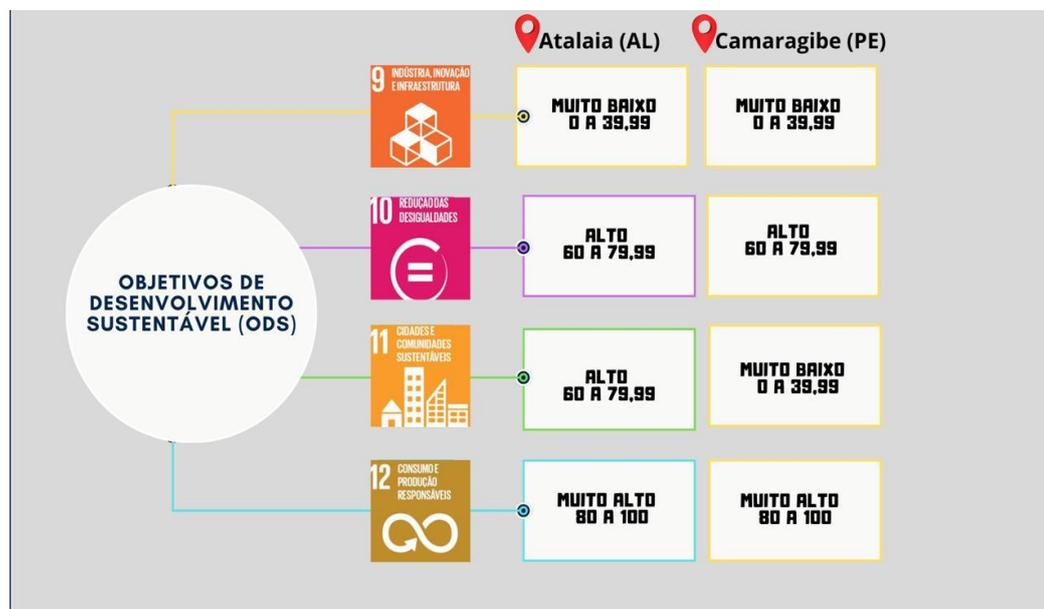 Atalaia (AL)
Camaragibe (PE)
9 INDÚSTRIA, INOVAÇÃO
E INFRAESTRUTURA
MUITO BAIXO
0 A 39,99
MUITO BAIXO
0 A 39,99
10 REDUÇÃO DAS
DESIGUALDADES
ALTO
60 A 79,99
ALTO
60 A 79,99
OBJETIVOS DE
DESENVOLVIMENTO
SUSTENTÁVEL (ODS)
11 CIDADES E
COMUNIDADES
SUSTENTÁVEIS
ALTO
60 A 79,99
MUITO BAIXO
0 A 39,99
12 CONSUMO E
PRODUÇÃO
RESPONSÁVEIS
MUITO ALTO
80 A 100
MUITO ALTO
80 A 100